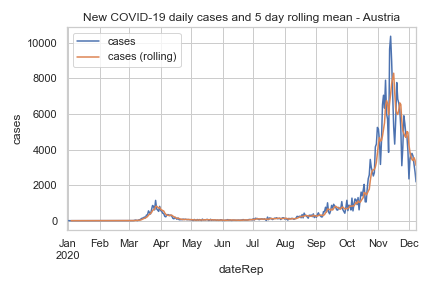 New COVID-19 daily cases and 5 day rolling mean - Austria
cases
cases (rolling)
10000
8000
6000
4000
2000
0
cases
Jan Feb Mar Apr May Jun Jul Aug Sep Oct Nov Dec
2020
dateRep